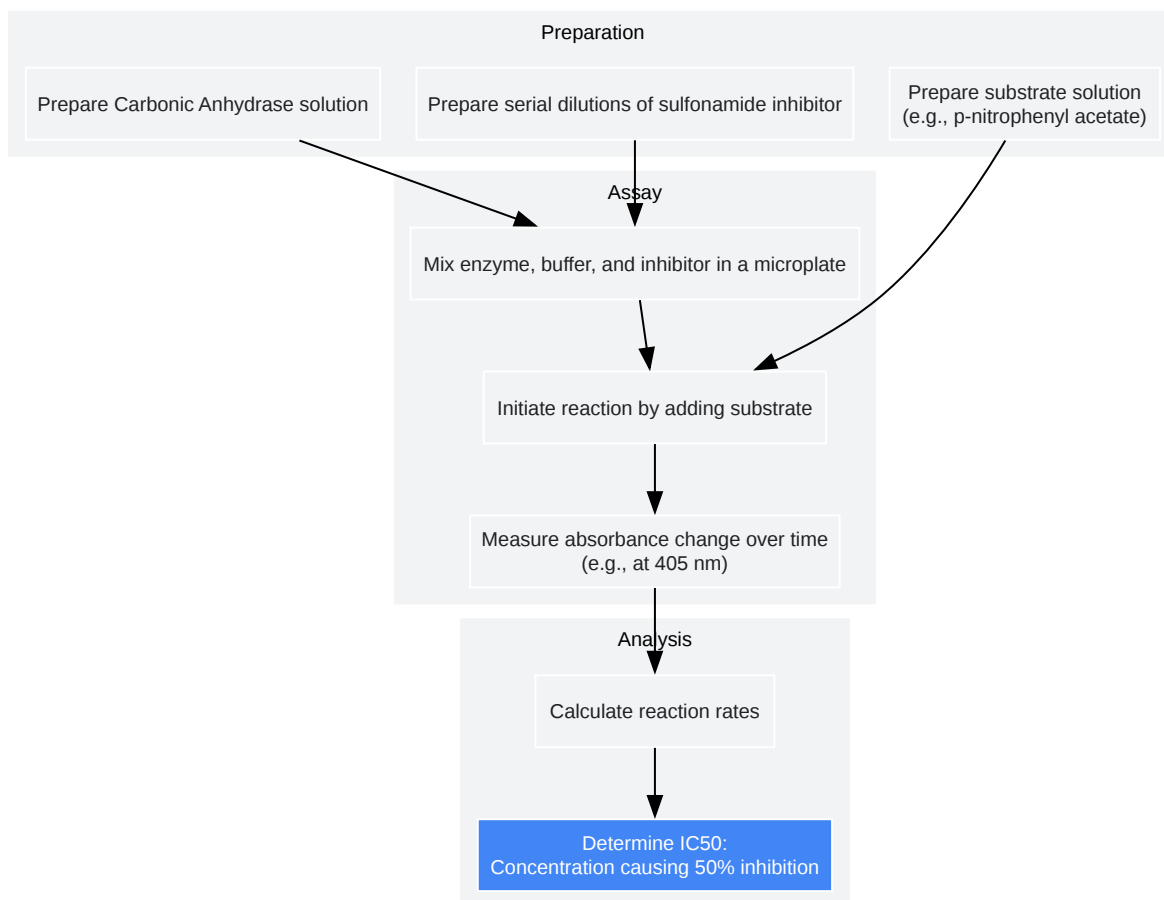 Preparation
Prepare Carbonic Anhydrase solution
Prepare serial dilutions of sulfonamide inhibitor
Prepare substrate solution
(e.g., p-nitrophenyl acetate)
Assay
Mix enzyme, buffer, and inhibitor in a microplate
Initiate reaction by adding substrate
Measure absorbance change over time
(e.g., at 405 nm)
Analysis
Calculate reaction rates
Determine IC50:
Concentration causing 50% inhibition